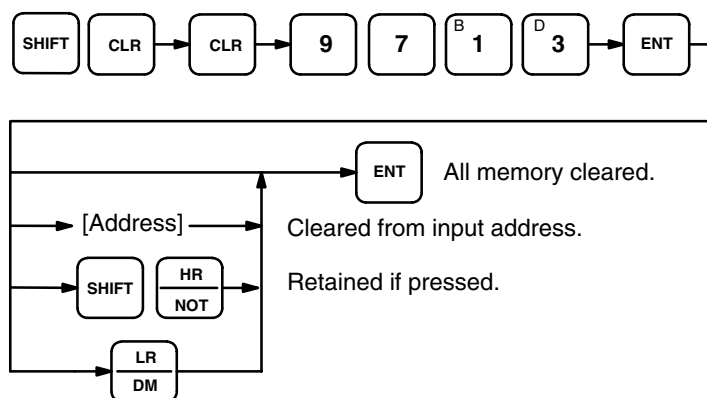 SHIFT CLR CLR 9 7 B 1 D 3 ENT
ENT All memory cleared.
[Address] Cleared from input address.
SHIFT HR NOT Retained if pressed.
LR
DM